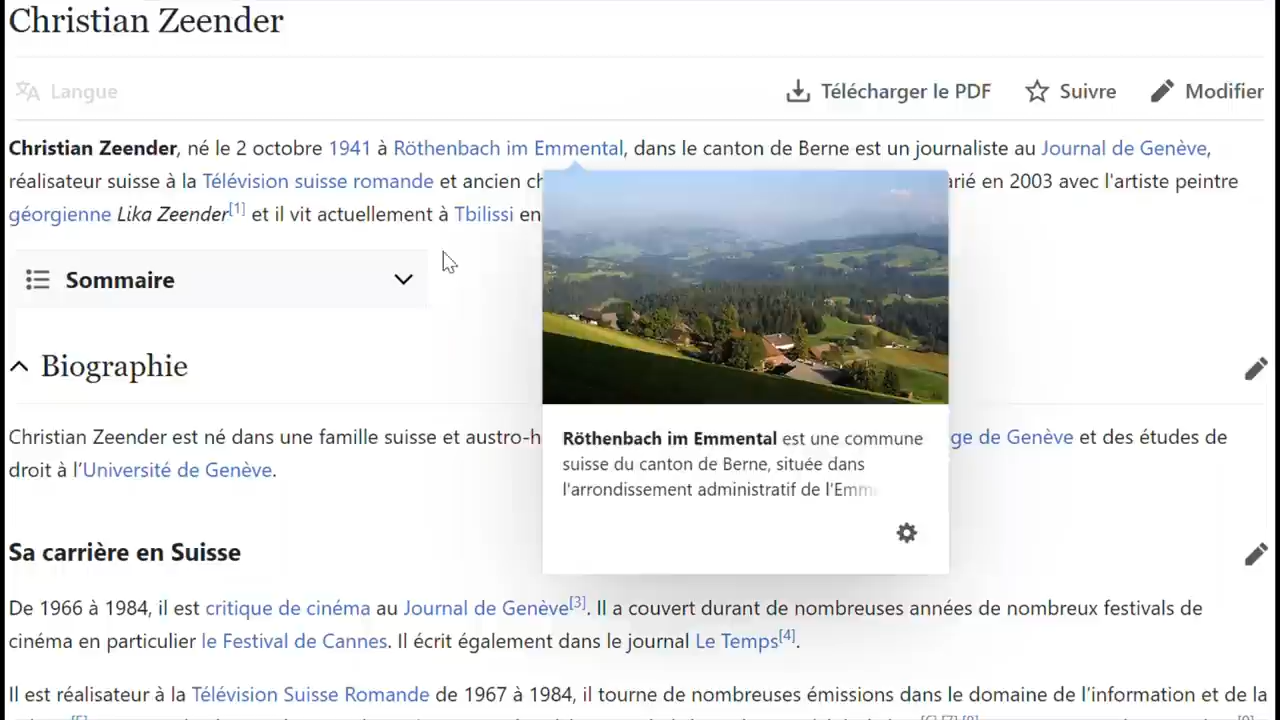 Christian Zeender
Langue
Télécharger le PDF
Suivre
Modifier
Christian Zeender, né le 2 octobre 1941 à Röthenbach im Emmental, dans le canton de Berne est un journaliste au Journal de Genève,
réalisateur suisse à la Télévision suisse romande et ancien en 2003 avec l'artiste peintre
géorgienne Lika Zeender[1] et il vit actuellement à Tbilissi en
Sommaire
Röthenbach im Emmental est une commune
suisse du canton de Berne, située dans
l'arrondissement administratif de l'Emm
Biographie
Christian Zeender est né dans une famille suisse et austro-h ge de Genève et des études de
droit à l'Université de Genève.
Sa carrière en Suisse
De 1966 à 1984, il est critique de cinéma au Journal de Genève[3]. Il a couvert durant de nombreuses années de nombreux festivals de
cinéma en particulier le Festival de Cannes. Il écrit également dans le journal Le Temps[4].
Il est réalisateur à la Télévision Suisse Romande de 1967 à 1984, il tourne de nombreuses émissions dans le domaine de l'information et de la